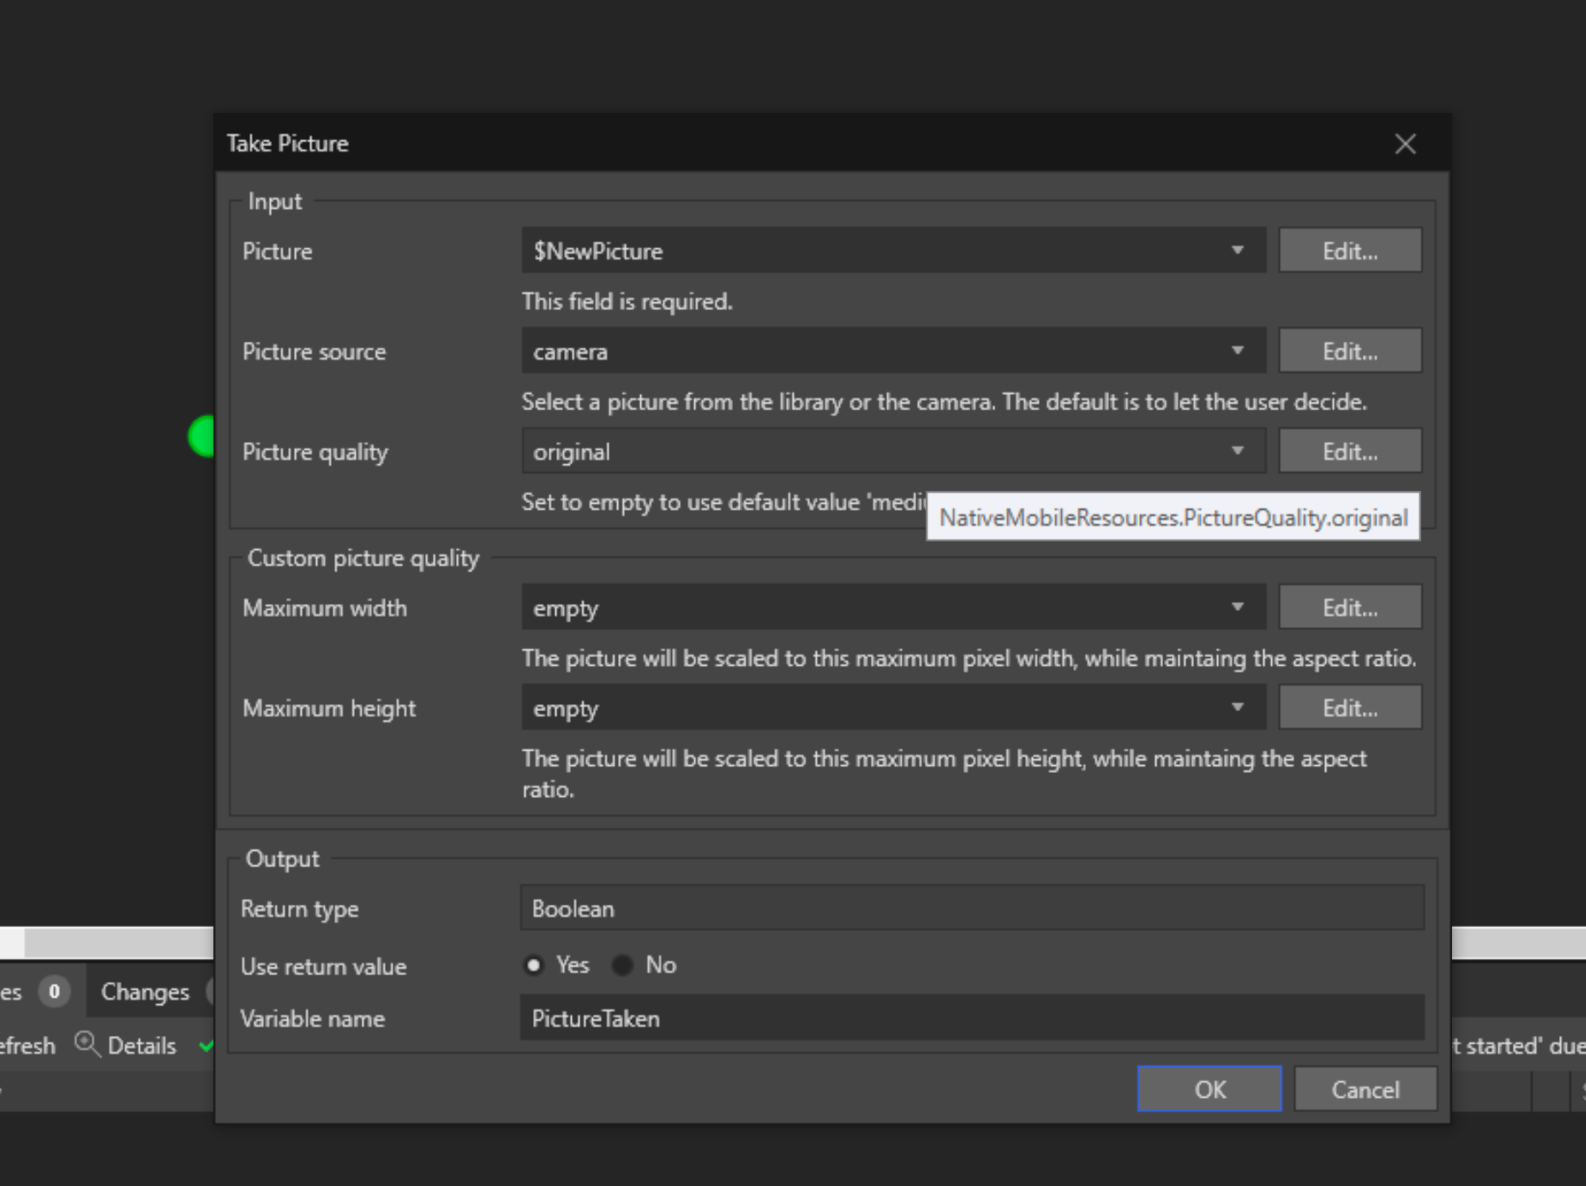 Take Picture
Input
Picture
$NewPicture
Edit...
This field is required.
Picture source
camera
Edit...
Select a picture from the library or the camera. The default is to let the user decide.
Picture quality
original
Edit...
Set to empty to use default value 'medi
NativeMobileResources.PictureQuality.original
Custom picture quality
Maximum width
empty
Edit...
The picture will be scaled to this maximum pixel width, while maintaing the aspect ratio.
Maximum height
empty
Edit...
The picture will be scaled to this maximum pixel height, while maintaing the aspect
ratio.
Output
Return type
Boolean
Use return value
Yes
No
Variable name
PictureTaken
OK
Cancel
es 0 Changes
efresh Details
t started' due